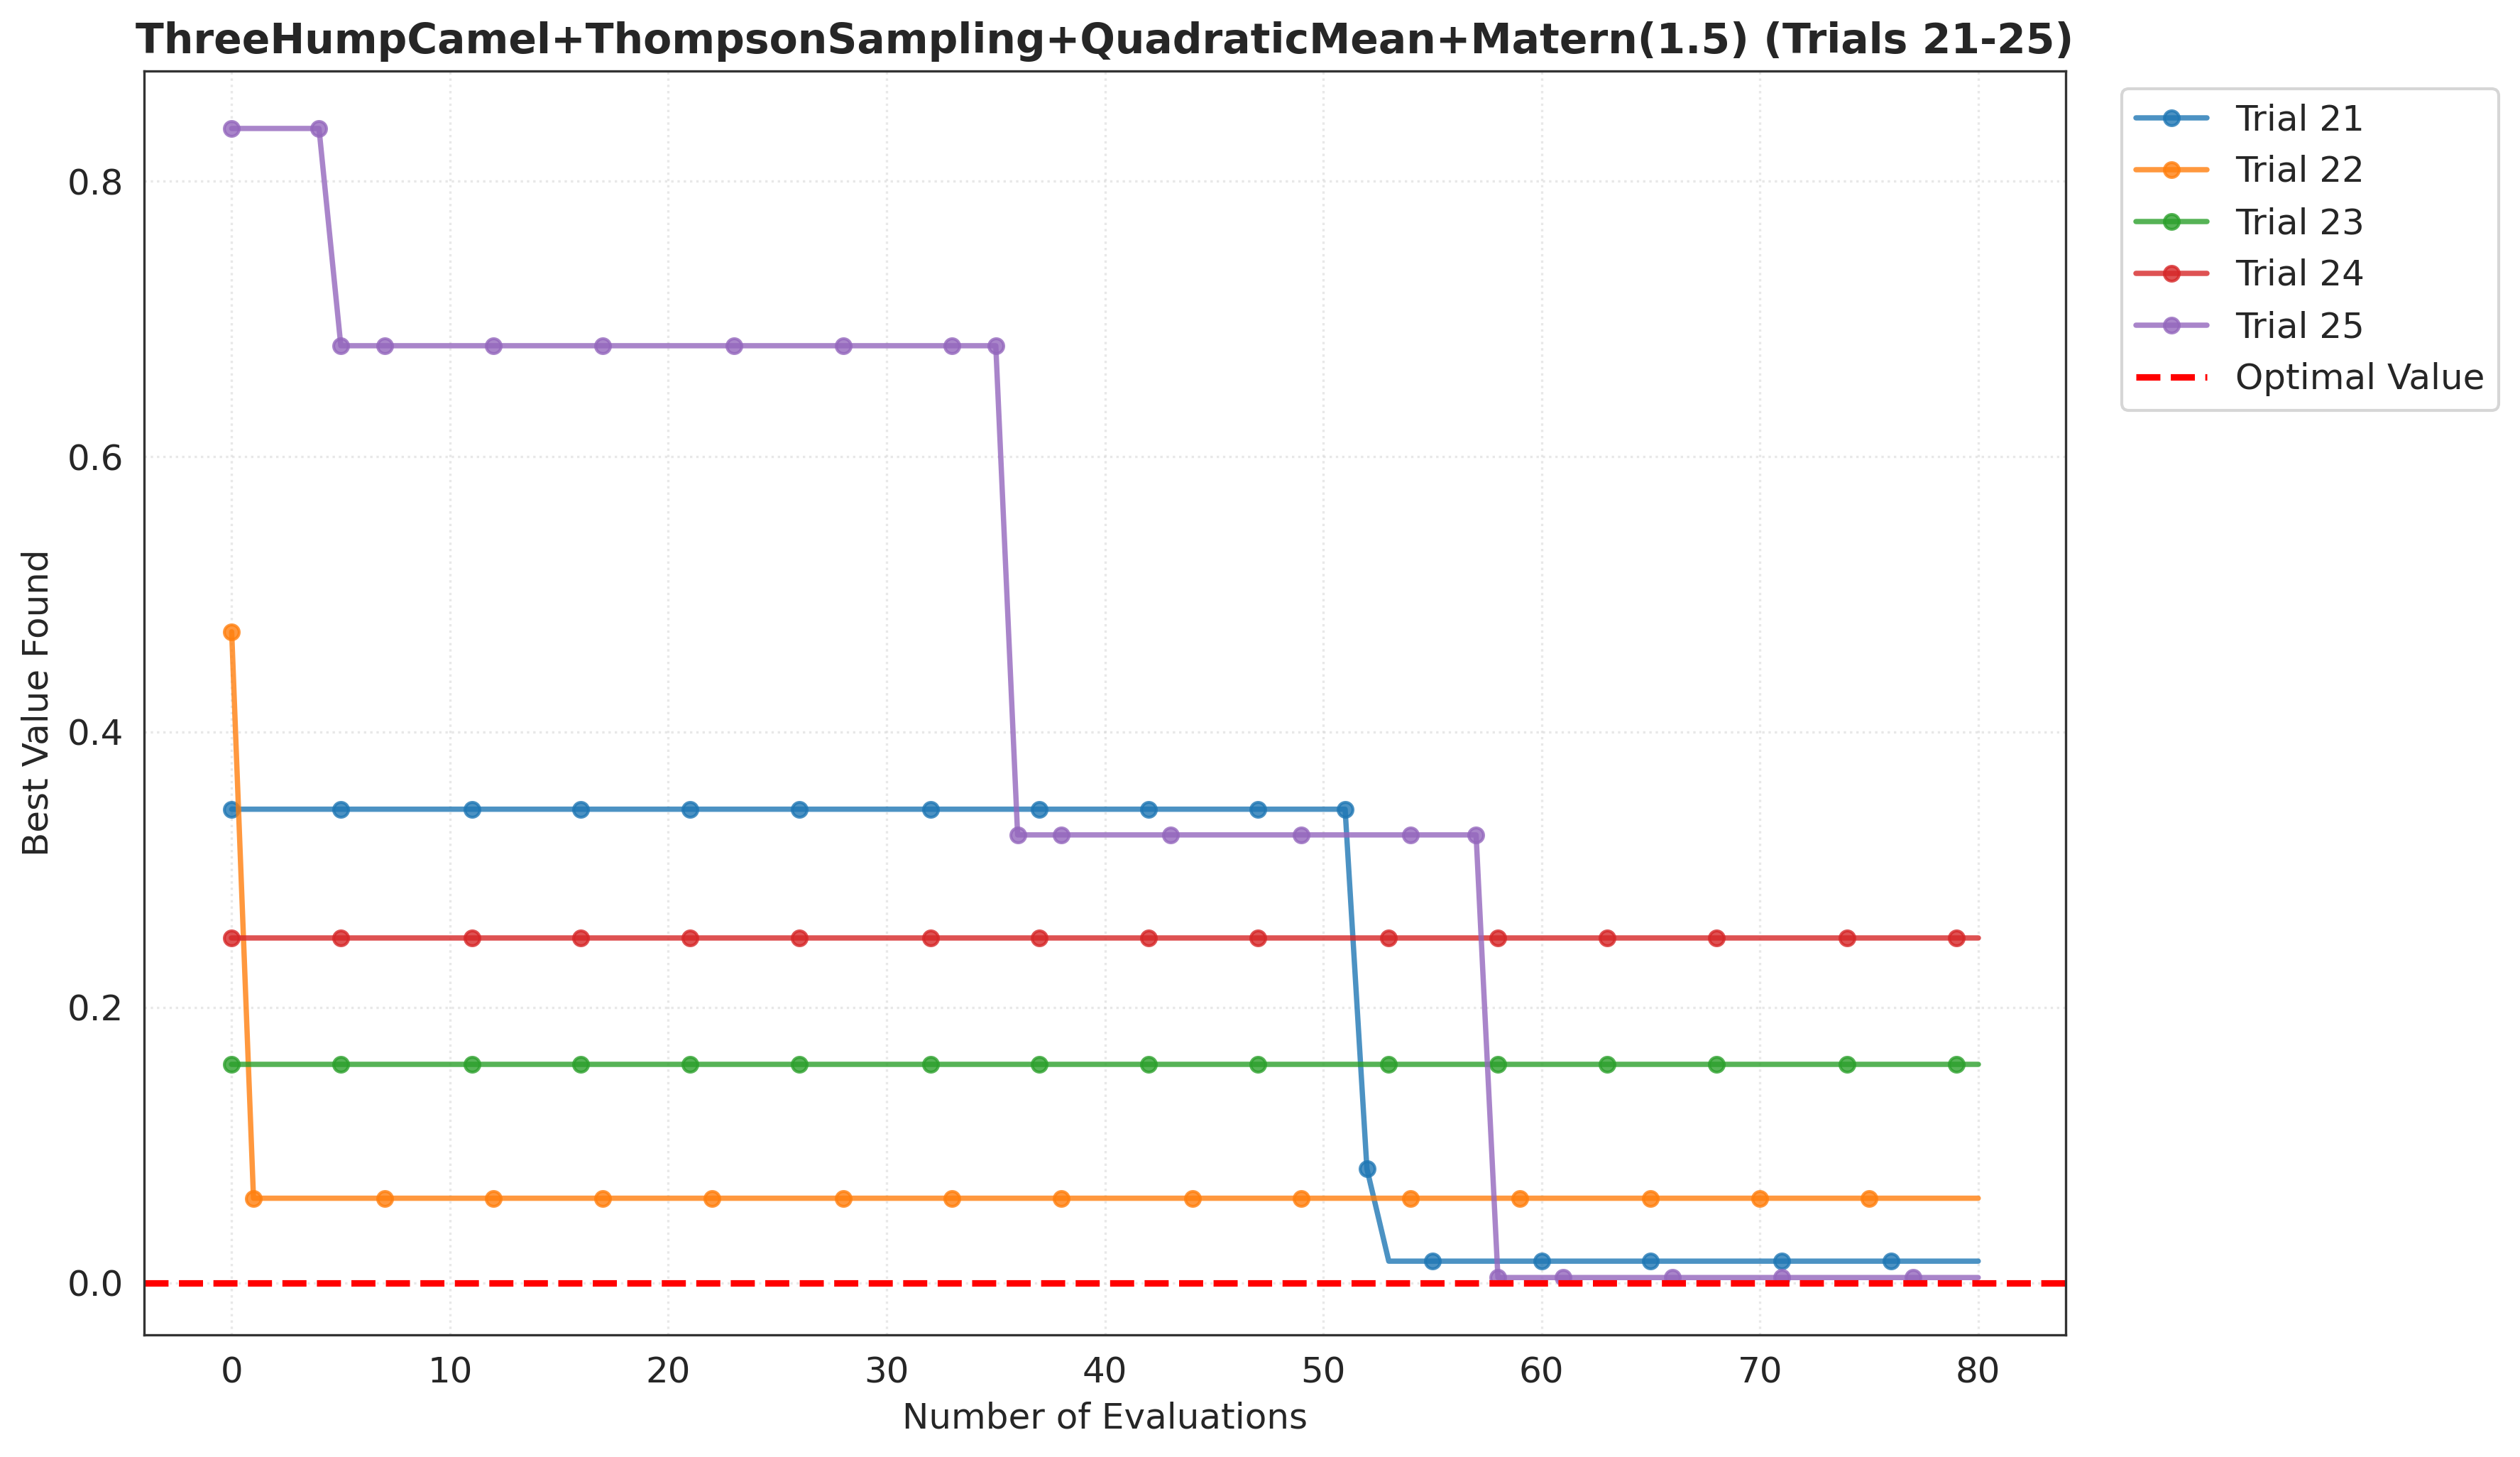 ThreeHumpCamel+ThompsonSampling+QuadraticMean+Matern(1.5) (Trials 21-25)
Best Value Found
0.8
0.6
0.4
0.2
0.0
0 10 20 30 40 50 60 70 80
Number of Evaluations
Trial 21
Trial 22
Trial 23
Trial 24
Trial 25
Optimal Value